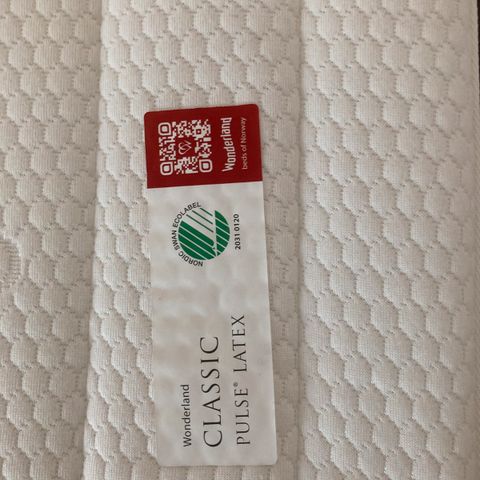 Wonderland
CLASSIC
PULSE® LATEX
NORDIC SWAN ECOLABEL
2031 0120
Wonderland
beds of Norway